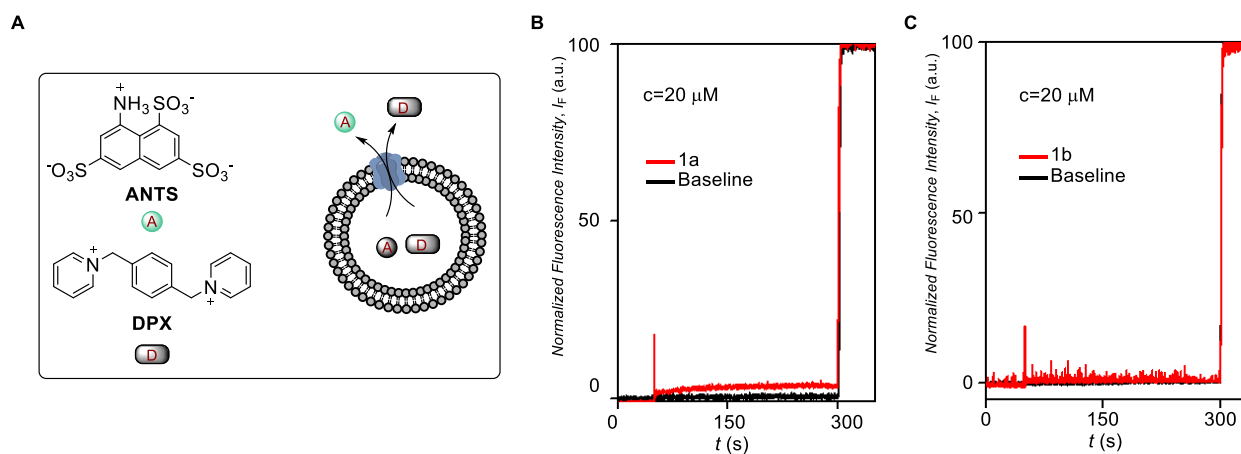 A
+
NH3 SO3-
-O3S
SO3-
ANTS
A
+
N
N
+
DPX
D
A
D
A
D
B
Normalized Fluorescence Intensity, IF (a.u.)
100
50
0
c=20 μM
1a
Baseline
0
150
300
t (s)
C
Normalized Fluorescence Intensity, IF (a.u.)
100
50
0
c=20 μM
1b
Baseline
0
150
300
t (s)